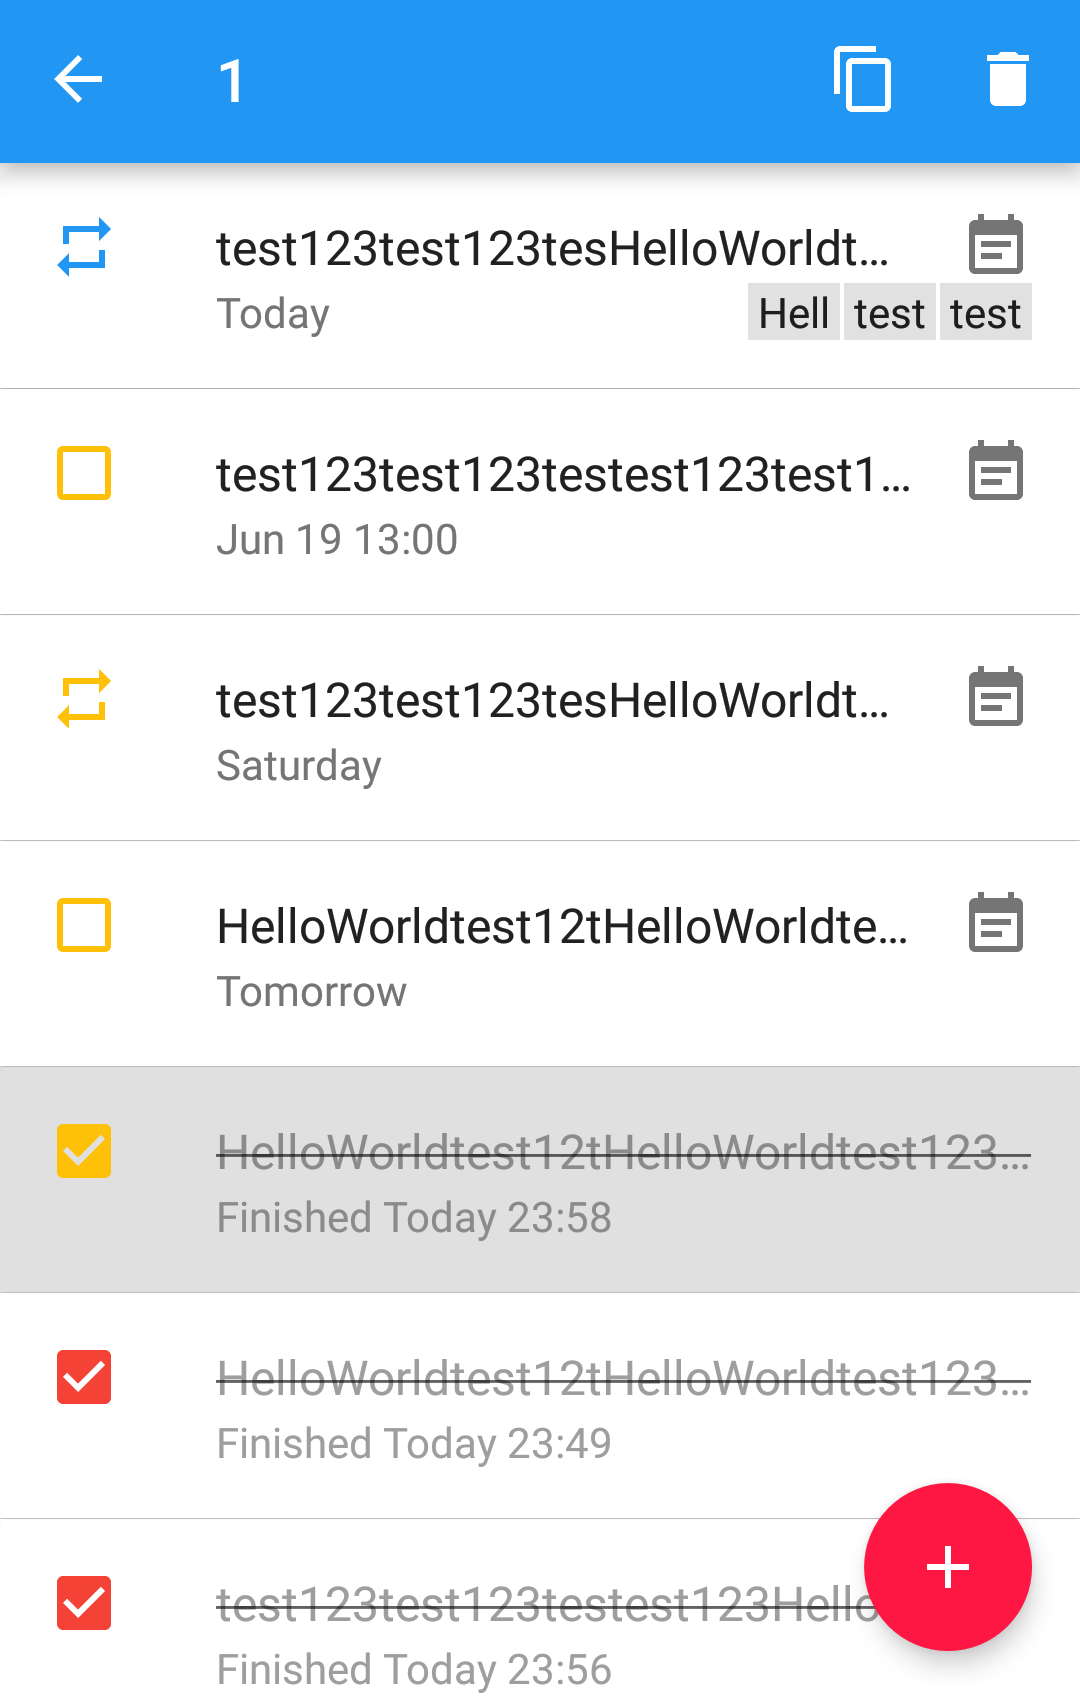 1
test123test123tesHelloWorldt...
Today
Hell test test
test123test123testest123test1...
Jun 19 13:00
test123test123tesHelloWorldt...
Saturday
HelloWorldtest12tHelloWorldte...
Tomorrow
HelloWorldtest12tHelloWorldtest123...
Finished Today 23:58
HelloWorldtest12tHelloWorldtest123...
Finished Today 23:49
test123test123testest123Hello
Finished Today 23:56